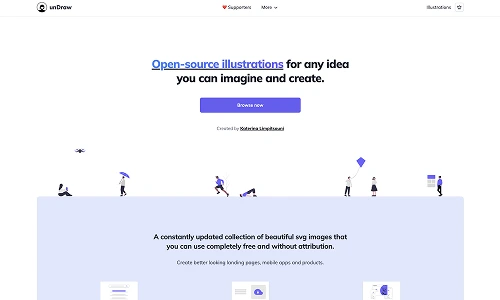 unDraw
Supporters
More
Illustrations
Open-source illustrations for any idea
you can imagine and create.
Browse now
Created by Katerina Limpitsouni
A constantly updated collection of beautiful svg images that
you can use completely free and without attribution.
Create better looking landing pages, mobile apps and products.